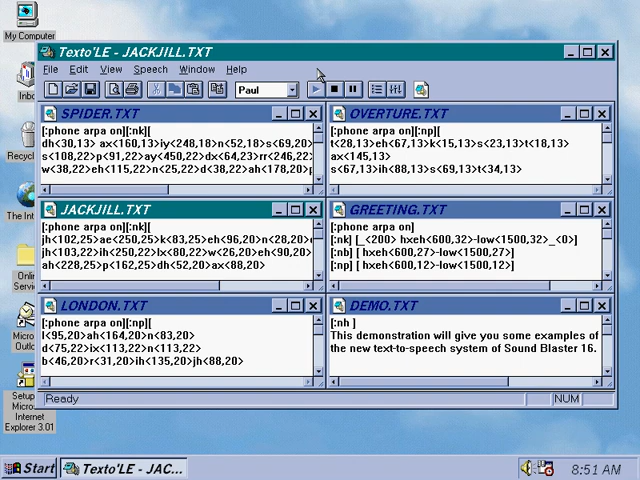 My Computer
Inbo
Recycl
The Int
Onlin
Servic
Micros
Outloo
Setup
Micros
Internet
Explorer 3.01
Texto'LE - JACKJILL.TXT
File Edit View Speech Window Help
Paul
SPIDER.TXT
[:phone arpa on][:nk][
dh<30,13> ax<160,13>iy<248,18>n<52,18>s<69,20>
s<108,22>p<91,22>ay<450,22>dx<64,23>rr<246,22>
w<38,22>eh<115,22>n<25,22>d<38,22>ah<178,20>p
OVERTURE.TXT
[:phone arpa on][:np][
t<28,13>eh<67,13>k<15,13>s<23,13>t<18,13>
ax<145,13>
s<67,13>ih<88,13>s<69,13>t<34,13>
JACKJILL.TXT
[:phone arpa on][:nk][
jh<102,25>ae<250,25>k<83,25>eh<96,20>n<28,20>
jh<103,22>ih<250,22>lx<80,22>w<26,20>eh<90,20>
ah<228,25>p<162,25>dh<52,20>ax<88,20>
GREETING.TXT
[:phone arpa on]
[:nk] [_<200> hxeh<600,32>-low<1500,32>_<0>]
[:nb] [ hxeh<600,27>-low<1500,27>]
[:np] [ hxeh<600,12>-low<1500,12>]
LONDON.TXT
[:phone arpa on][:np][
l<95,20>ah<164,20>n<83,20>
d<75,22>ix<113,22>n<113,22>
b<46,20>r<31,20>ih<135,20>jh<88,20>
DEMO.TXT
[:nh ]
This demonstration will give you some examples of
the new text-to-speech system of Sound Blaster 16.
Ready
NUM
Start
Texto'LE - JAC...
8:51 AM